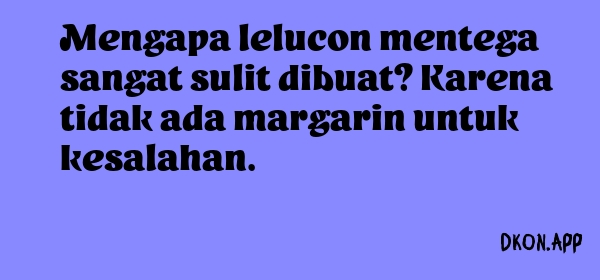 Mengapa lelucon mentega
sangat sulit dibuat? Karena
tidak ada margarin untuk
kesalahan.
DKON.APP